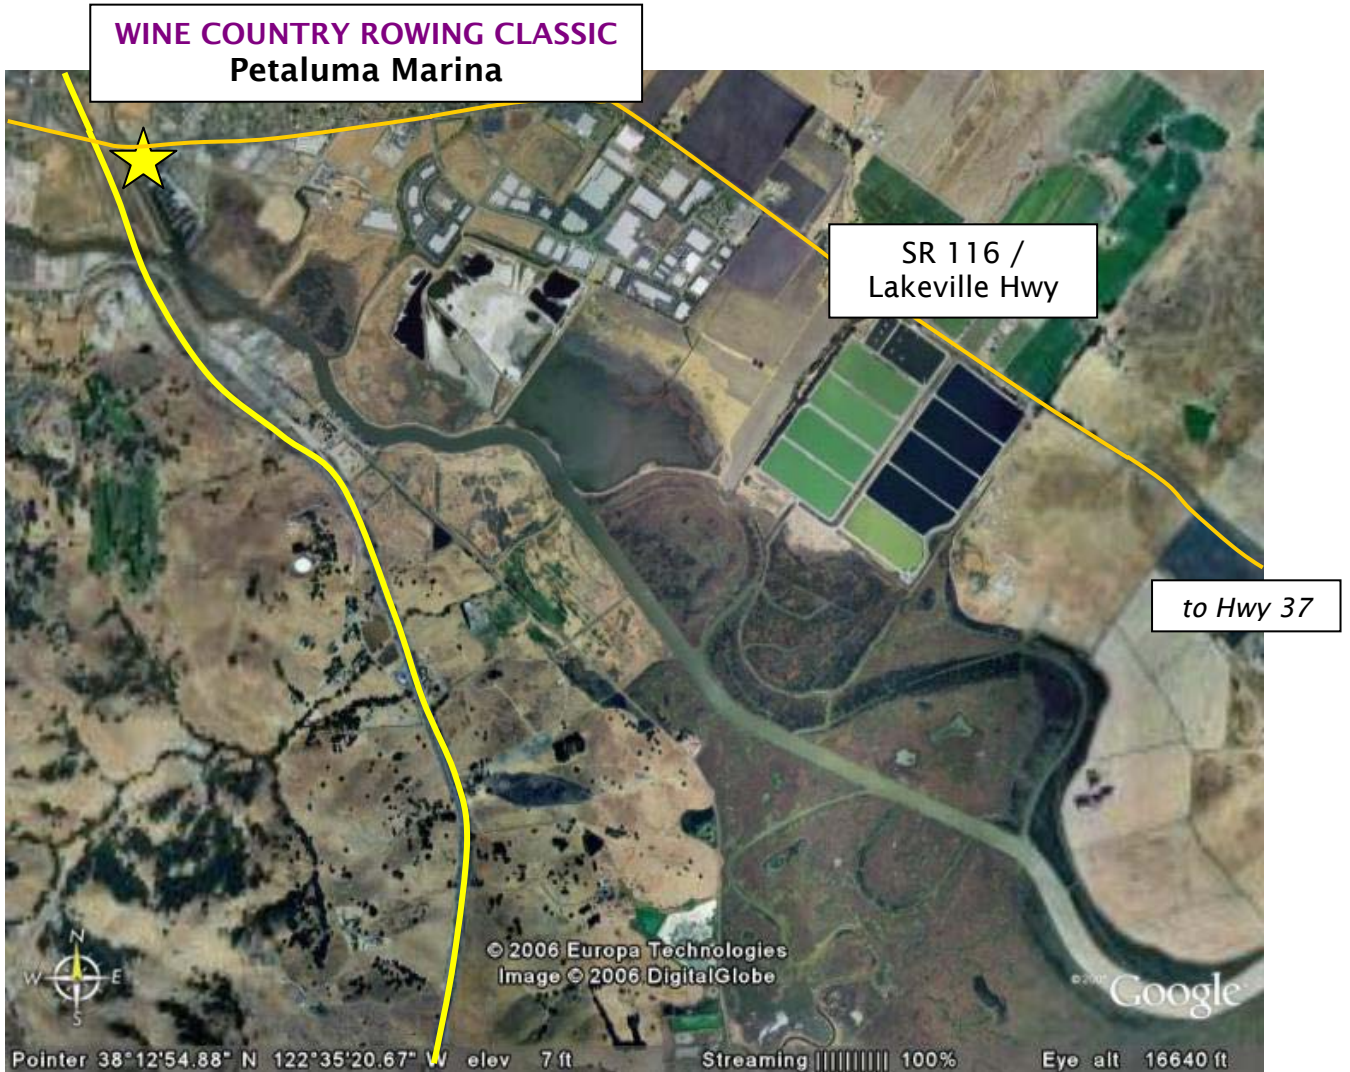 WINE COUNTRY ROWING CLASSIC
Petaluma Marina
SR 116 /
Lakeville Hwy
to Hwy 37
N
W E
S
© 2006 Europa Technologies
Image © 2006 DigitalGlobe
Google
Pointer 38°12'54.88" N 122°35'20.67" W elev 7 ft Streaming |||||||||| 100% Eye alt 16640 ft